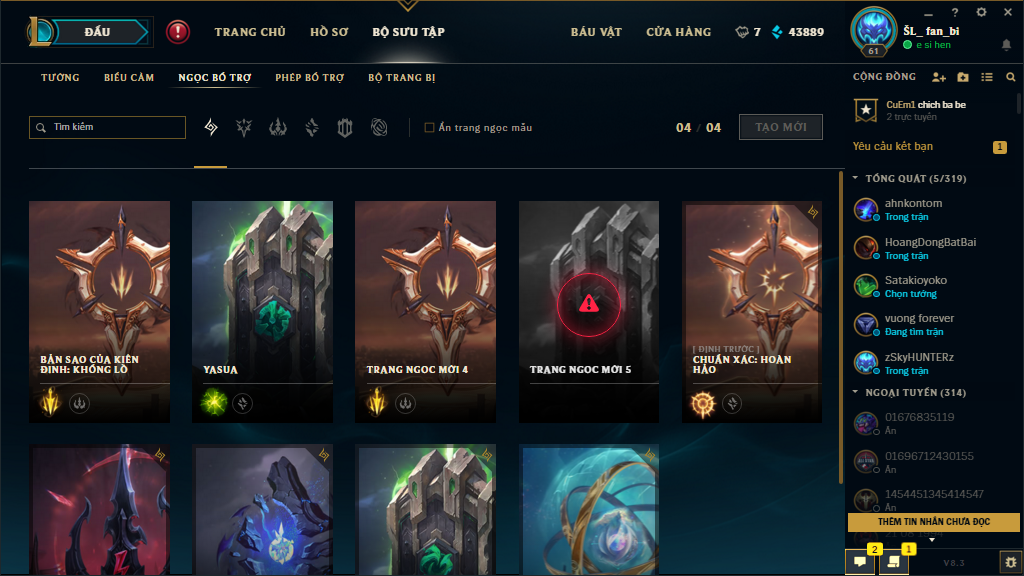 ĐẤU
TRANG CHỦ
HỒ SƠ
BỘ SƯU TẬP
BÁU VẬT
CỬA HÀNG
7
43889
61
ŠL_ fan_bi
e si hen
TƯỚNG
BIỂU CẢM
NGỌC BỔ TRỢ
PHÉP BỔ TRỢ
BỘ TRANG BỊ
CỘNG ĐỒNG
Tìm kiếm
Ẩn trang ngọc mẫu
04 / 04
TẠO MỚI
CuEm1 chich ba be
2 trực tuyến
Yêu cầu kết bạn
1
TỔNG QUÁT (5/319)
ahnkontom
Trong trận
HoangDongBatBai
Trong trận
Satakioyoko
Chọn tướng
vuong forever
Đang tìm trận
zSkyHUNTERz
Trong trận
NGOẠI TUYẾN (314)
01676835119
Ẩn
01696712430155
Ẩn
1454451345414547
Ẩn
THÊM TIN NHẮN CHƯA ĐỌC
2
1
V8.3
BẢN SAO CỦA KIÊN
ĐỊNH: KHỔNG LỒ
YASUA
TRANG NGỌC MỚI 4
TRANG NGỌC MỚI 5
[ ĐỊNH TRƯỚC ]
CHUẨN XÁC: HOÀN
HẢO